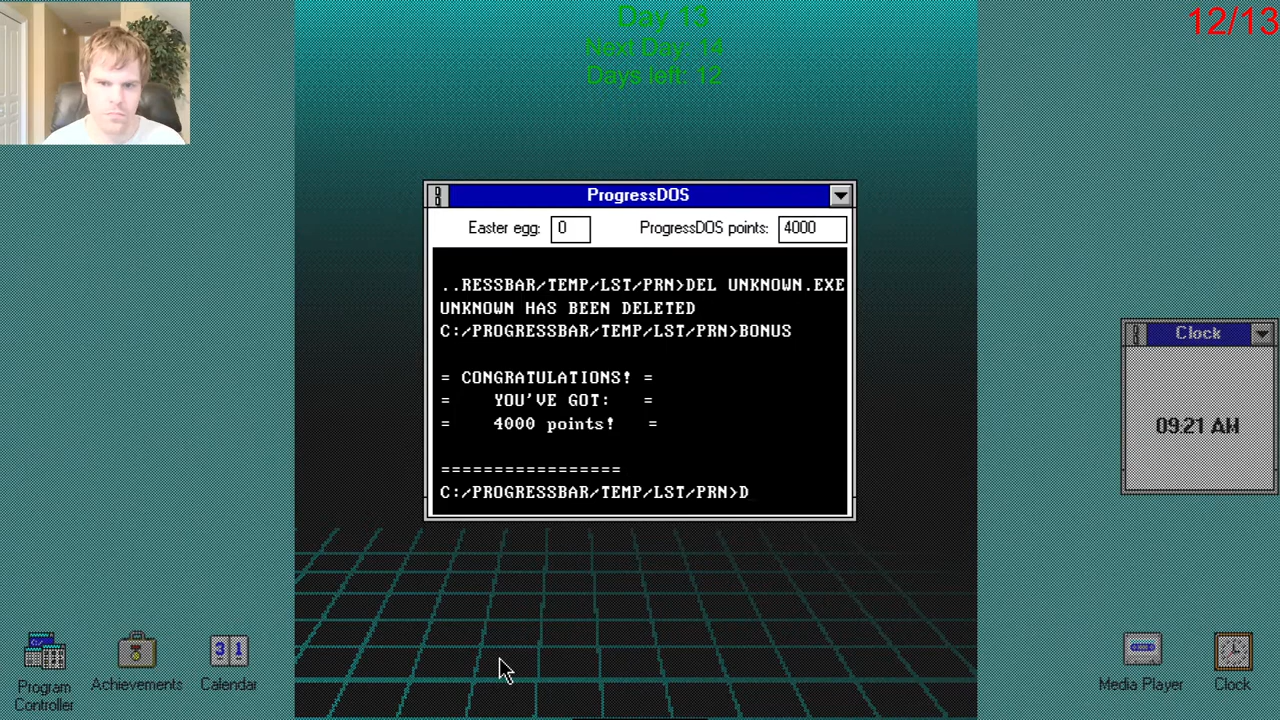 Day 13
Next Day: 14
Days left: 12
12/13
ProgressDOS
Easter egg: 0
ProgressDOS points: 4000
..RESSBAR/TEMP/LST/PRN>DEL UNKNOWN.EXE
UNKNOWN HAS BEEN DELETED
C:/PROGRESSBAR/TEMP/LST/PRN>BONUS
= CONGRATULATIONS! =
= YOU'VE GOT: =
= 4000 points! =
=================
C:/PROGRESSBAR/TEMP/LST/PRN>D
Clock
09:21 AM
Program
Controller
Achievements
31
Calendar
Media Player
Clock